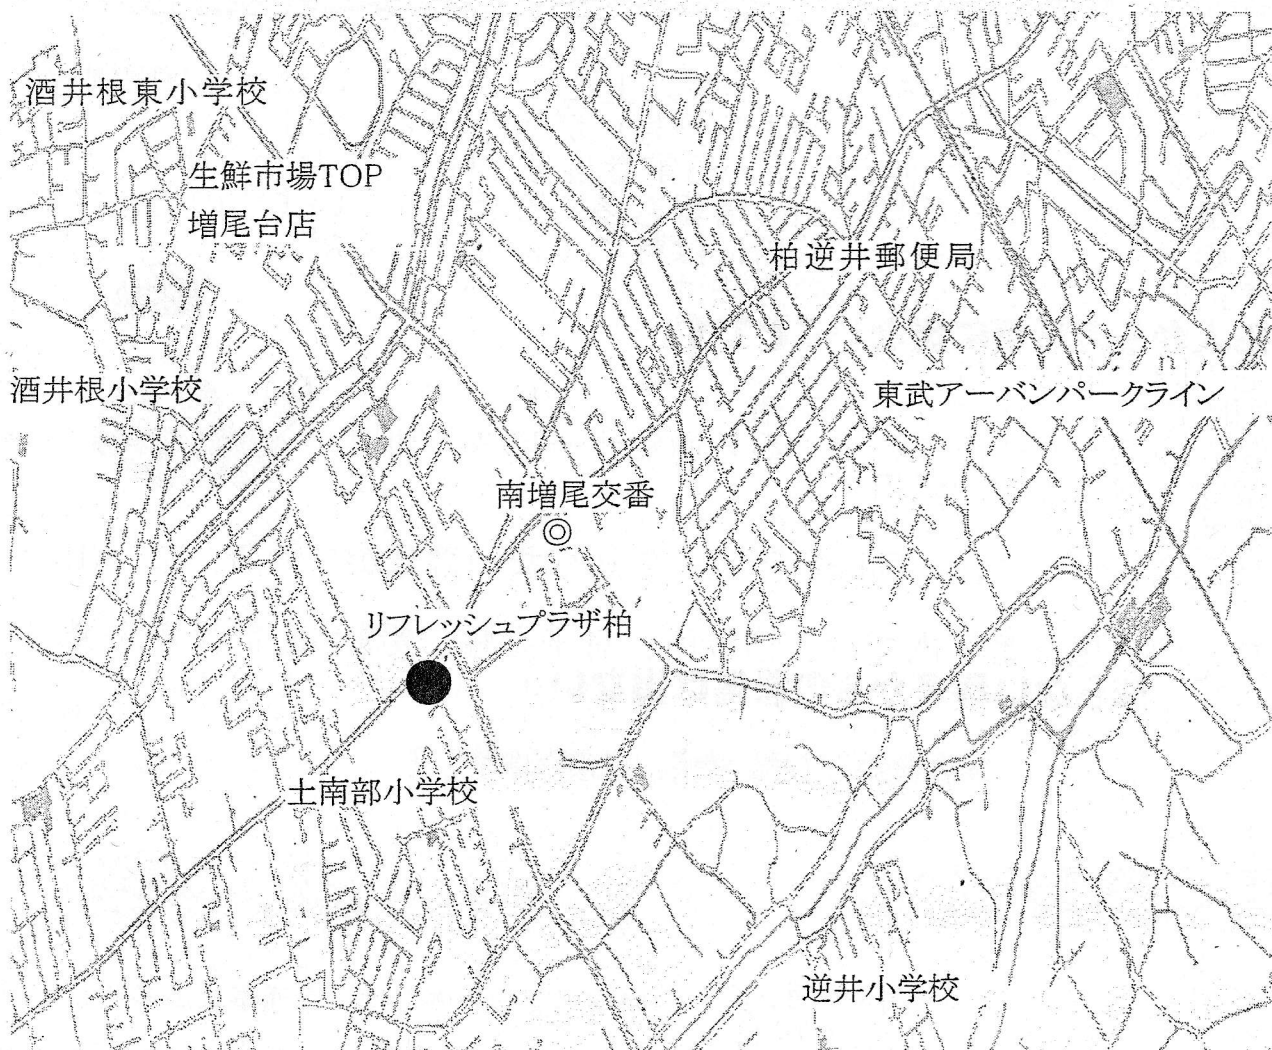 酒井根東小学校
生鮮市場TOP
増尾台店
柏逆井郵便局
酒井根小学校
東武アーバンパークライン
南増尾交番
リフレッシュプラザ柏
土南部小学校
逆井小学校